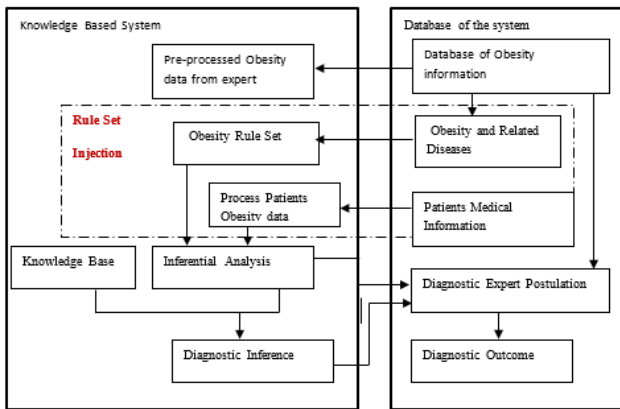 Knowledge Based System
Database of the system
Pre-processed Obesity
data from expert
Database of Obesity
information
Rule Set
Injection
Obesity Rule Set
Obesity and Related
Diseases
Process Patients
Obesity data
Patients Medical
Information
Knowledge Base
Inferential Analysis
Diagnostic Expert Postulation
Diagnostic Inference
Diagnostic Outcome